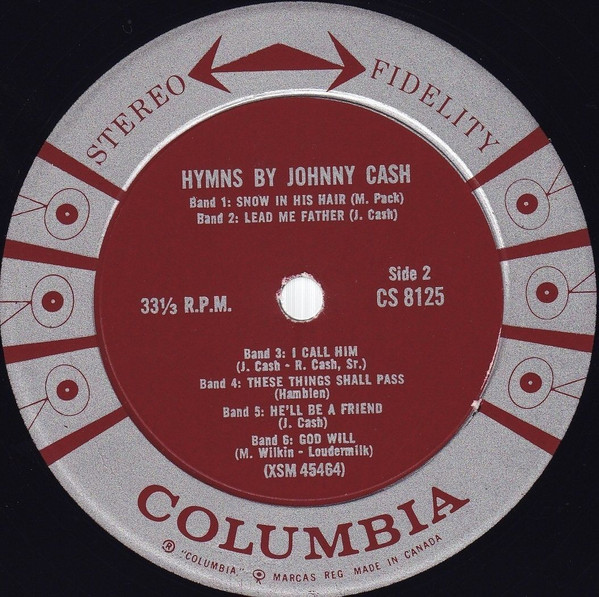 STEREO FIDELITY
HYMNS BY JOHNNY CASH
Band 1: SNOW IN HIS HAIR (M. Pack)
Band 2: LEAD ME FATHER (J. Cash)
33⅓ R.P.M.
Side 2
CS 8125
Band 3: I CALL HIM
(J. Cash - R. Cash, Sr.)
Band 4: THESE THINGS SHALL PASS
(Hamblen)
Band 5: HE'LL BE A FRIEND
(J. Cash)
Band 6: GOD WILL
(M. Wilkin - Loudermilk)
(XSM 45464)
COLUMBIA
® "COLUMBIA" MARCAS REG. MADE IN CANADA